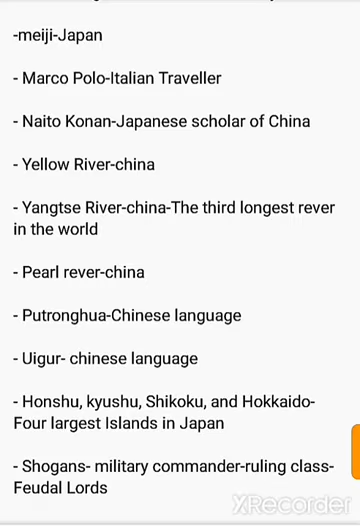 -meiji-Japan
- Marco Polo-Italian Traveller
- Naito Konan-Japanese scholar of China
- Yellow River-china
- Yangtse River-china-The third longest rever
in the world
- Pearl rever-china
- Putronghua-Chinese language
- Uigur- chinese language
- Honshu, kyushu, Shikoku, and Hokkaido-
Four largest Islands in Japan
- Shogans- military commander-ruling class-
Feudal Lords
XRecorder